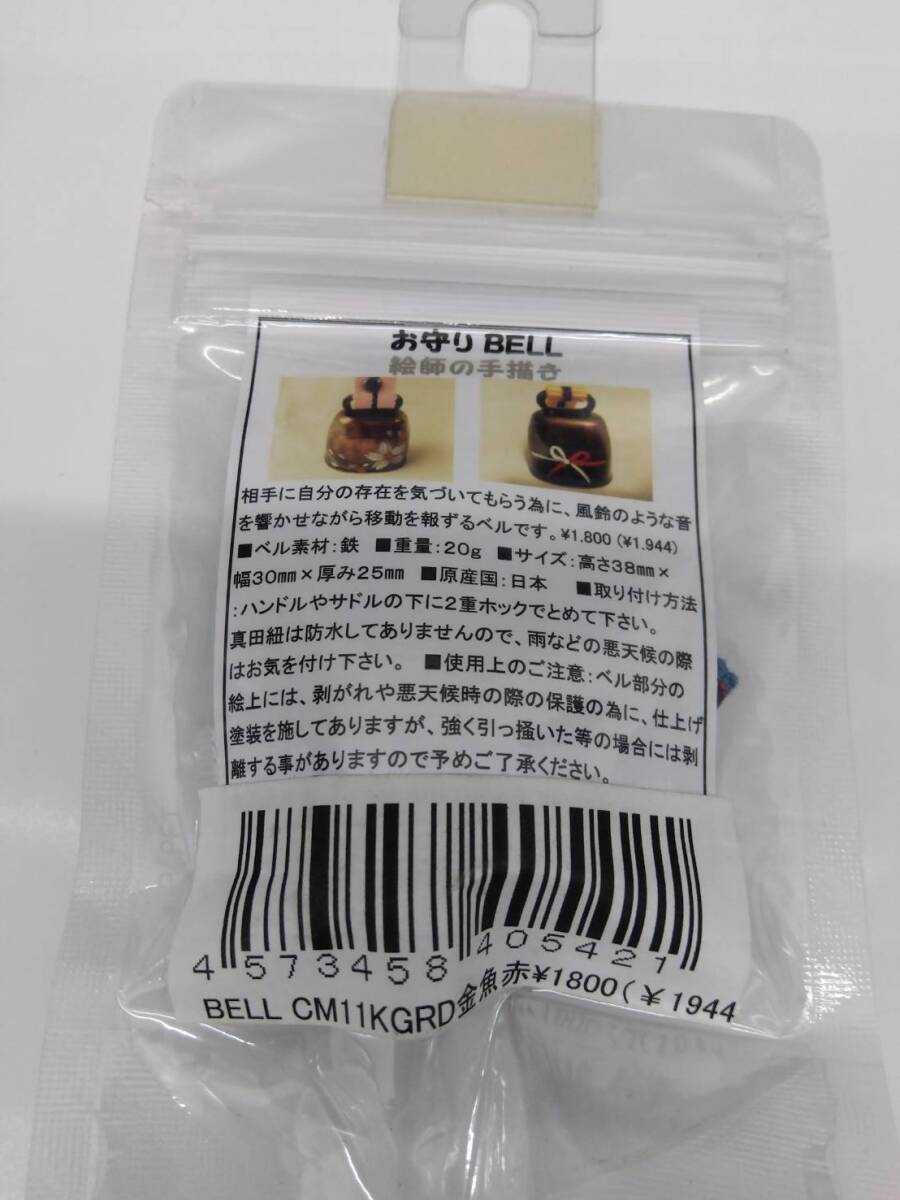 お守り BELL
絵師の手描き
相手に自分の存在を気づいてもらう為に、風鈴のような音
を響かせながら移動を報ずるベルです。¥1.800 (¥1.944)
■ベル素材:鉄 ■重量:20g ■サイズ:高さ38mm×
幅30mm×厚み25mm ■原産国:日本 ■取り付け方法
:ハンドルやサドルの下に2重ホックでとめて下さい。
真田紐は防水してありませんので、雨などの悪天候の際
はお気を付け下さい。 ■使用上のご注意:ベル部分の
絵上には、剥がれや悪天候時の際の保護の為に、仕上げ
塗装を施してありますが、強く引っ掻いた等の場合には剥
離する事がありますので予めご了承ください。
4 573458 405421
BELL CM11KGRD金魚赤¥1800(¥1944